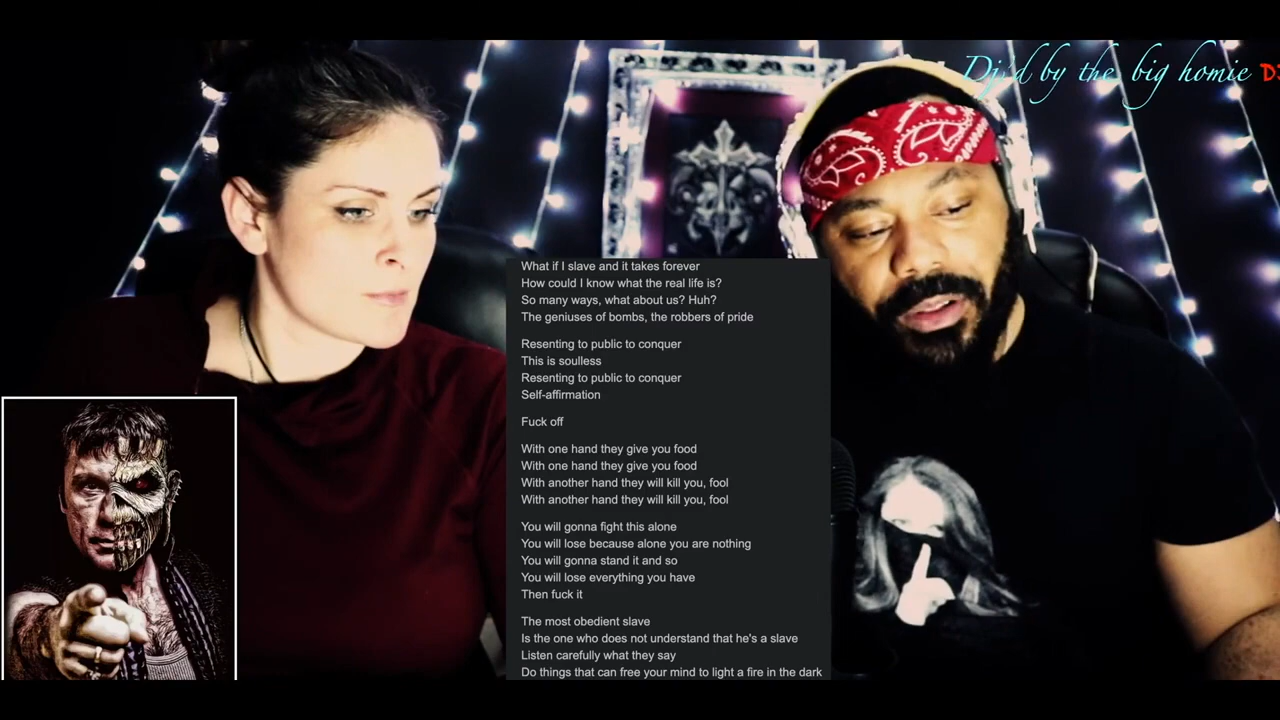 Dj'd by the big homie D
What if I slave and it takes forever
How could I know what the real life is?
So many ways, what about us? Huh?
The geniuses of bombs, the robbers of pride
Resenting to public to conquer
This is soulless
Resenting to public to conquer
Self-affirmation
Fuck off
With one hand they give you food
With one hand they give you food
With another hand they will kill you, fool
With another hand they will kill you, fool
You will gonna fight this alone
You will lose because alone you are nothing
You will gonna stand it and so
You will lose everything you have
Then fuck it
The most obedient slave
Is the one who does not understand that he's a slave
Listen carefully what they say
Do things that can free your mind to light a fire in the dark